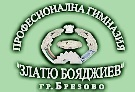 ПРОФЕСИОНАЛНА ГИМНАЗИЯ
"ЗЛАТЮ БОЯДЖИЕВ"
гр. Брезово